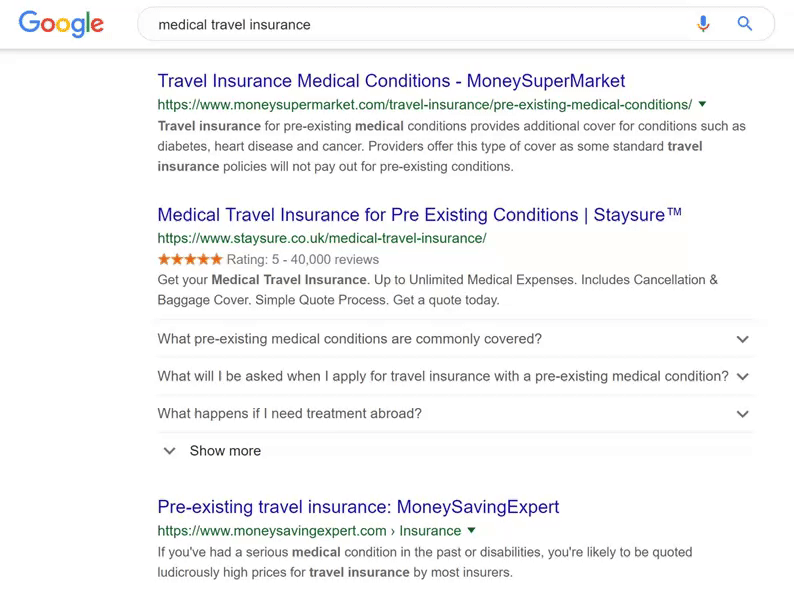 Google
medical travel insurance
Travel Insurance Medical Conditions - MoneySuperMarket
https://www.moneysupermarket.com/travel-insurance/pre-existing-medical-conditions/
Travel insurance for pre-existing medical conditions provides additional cover for conditions such as
diabetes, heart disease and cancer. Providers offer this type of cover as some standard travel
insurance policies will not pay out for pre-existing conditions.
Medical Travel Insurance for Pre Existing Conditions | Staysure™
https://www.staysure.co.uk/medical-travel-insurance/
Rating: 5 - 40,000 reviews
Get your Medical Travel Insurance. Up to Unlimited Medical Expenses. Includes Cancellation &
Baggage Cover. Simple Quote Process. Get a quote today.
What pre-existing medical conditions are commonly covered?
What will I be asked when I apply for travel insurance with a pre-existing medical condition?
What happens if I need treatment abroad?
Show more
Pre-existing travel insurance: MoneySavingExpert
https://www.moneysavingexpert.com › Insurance
If you've had a serious medical condition in the past or disabilities, you're likely to be quoted
ludicrously high prices for travel insurance by most insurers.